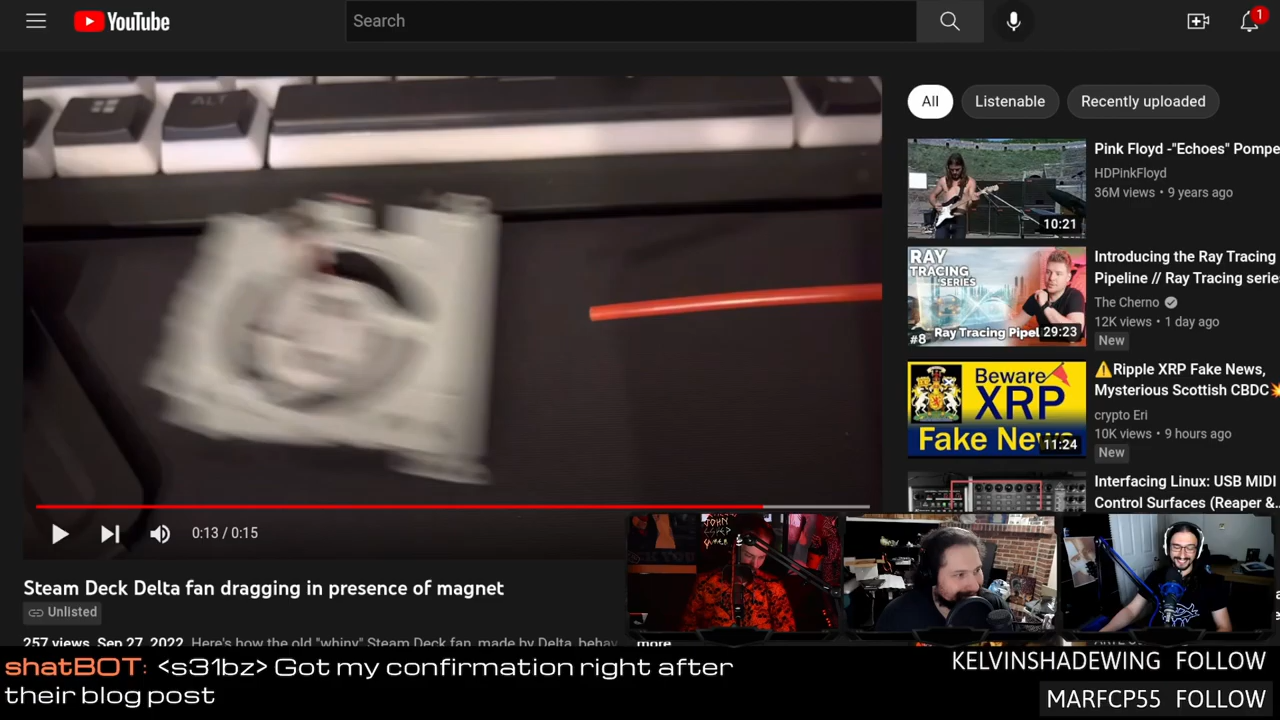 YouTube
Search
1
ALT
0:13 / 0:15
Steam Deck Delta fan dragging in presence of magnet
Unlisted
257 views Sep 27, 2022 Here's how the old "whiny" Steam Deck fan, made by Delta, behav
more
All
Listenable
Recently uploaded
Pink Floyd -"Echoes" Pompe
HDPinkFloyd
36M views • 9 years ago
10:21
RAY
TRACING
SERIES
#8
Ray Tracing Pipel
29:23
Introducing the Ray Tracing
Pipeline // Ray Tracing serie
The Cherno
12K views • 1 day ago
New
Beware
XRP
Fake News
11:24
⚠️Ripple XRP Fake News,
Mysterious Scottish CBDC💥
crypto Eri
10K views • 9 hours ago
New
Interfacing Linux: USB MIDI
Control Surfaces (Reaper &..
shatBOT: <s31bz> Got my confirmation right after
their blog post
KELVINSHADEWING FOLLOW
MARFCP55 FOLLOW